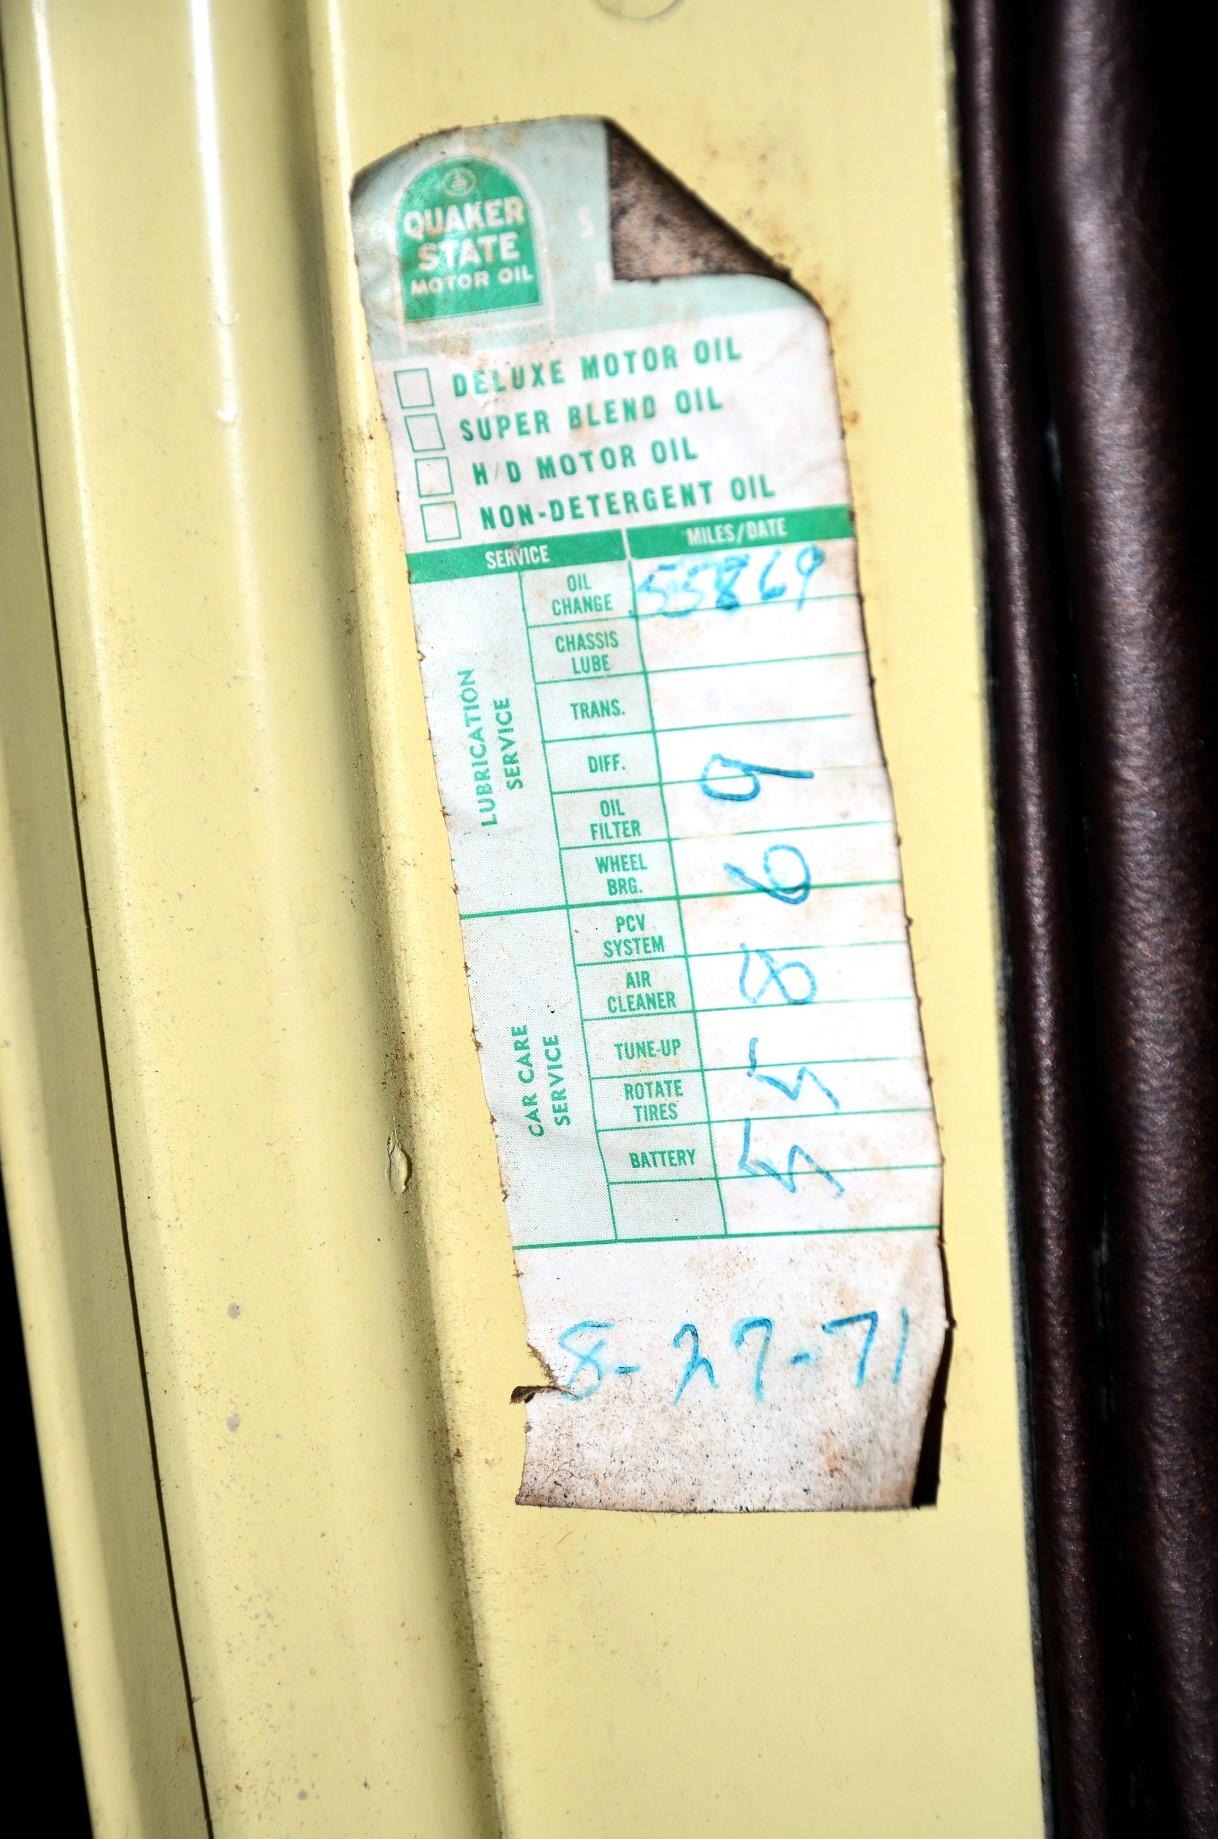 QUAKER
STATE
MOTOR OIL
S
DELUXE MOTOR OIL
SUPER BLEND OIL
H/D MOTOR OIL
NON-DETERGENT OIL
SERVICE MILES/DATE
LUBRICATION
SERVICE
OIL
CHANGE 55869
CHASSIS
LUBE
TRANS.
DIFF.
OIL
FILTER
WHEEL
BRG.
CAR CARE
SERVICE
PCV
SYSTEM
AIR
CLEANER
TUNE-UP
ROTATE
TIRES
BATTERY
55869
8-27-71